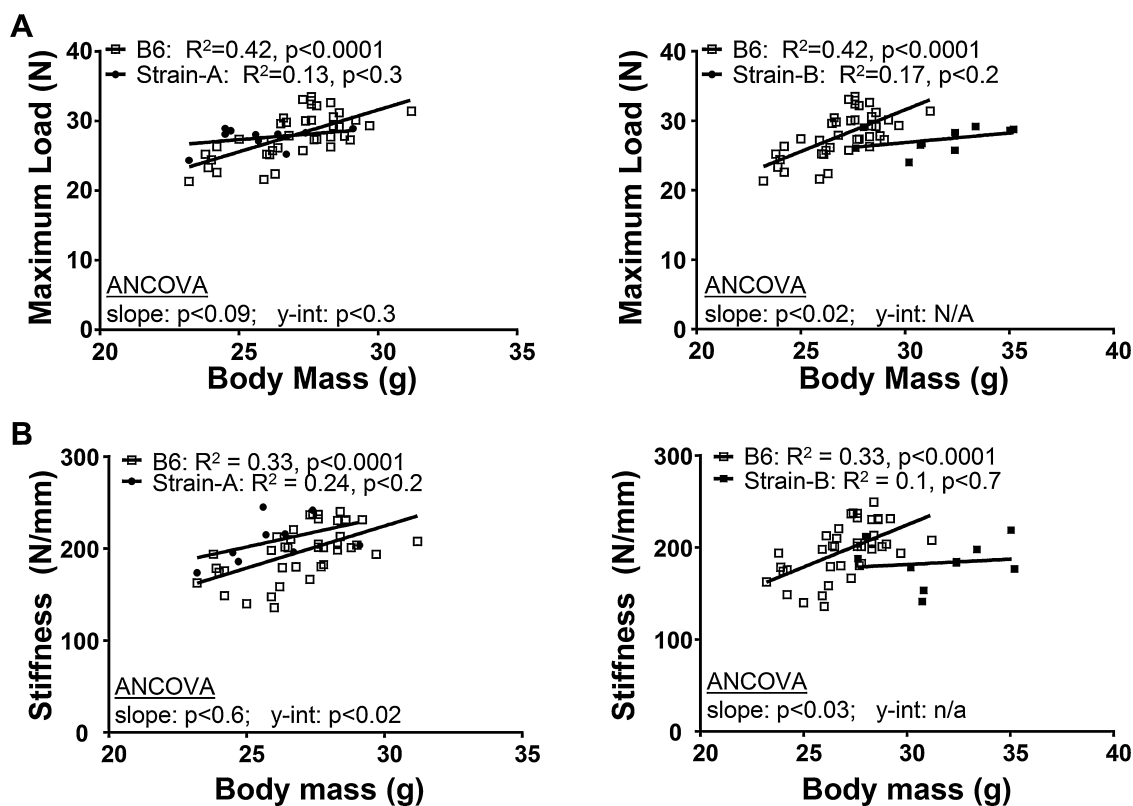 A
Maximum Load (N)
40
30
20
10
0
B6: R²=0.42, p<0.0001
Strain-A: R²=0.13, p<0.3
ANCOVA
slope: p<0.09; y-int: p<0.3
20 25 30 35
Body Mass (g)
Maximum Load (N)
40
30
20
10
0
B6: R²=0.42, p<0.0001
Strain-B: R²=0.17, p<0.2
ANCOVA
slope: p<0.02; y-int: N/A
20 25 30 35 40
Body Mass (g)
B
Stiffness (N/mm)
300
200
100
0
B6: R² = 0.33, p<0.0001
Strain-A: R² = 0.24, p<0.2
ANCOVA
slope: p<0.6; y-int: p<0.02
20 25 30 35
Body mass (g)
Stiffness (N/mm)
300
200
100
0
B6: R² = 0.33, p<0.0001
Strain-B: R² = 0.1, p<0.7
ANCOVA
slope: p<0.03; y-int: n/a
20 25 30 35 40
Body mass (g)